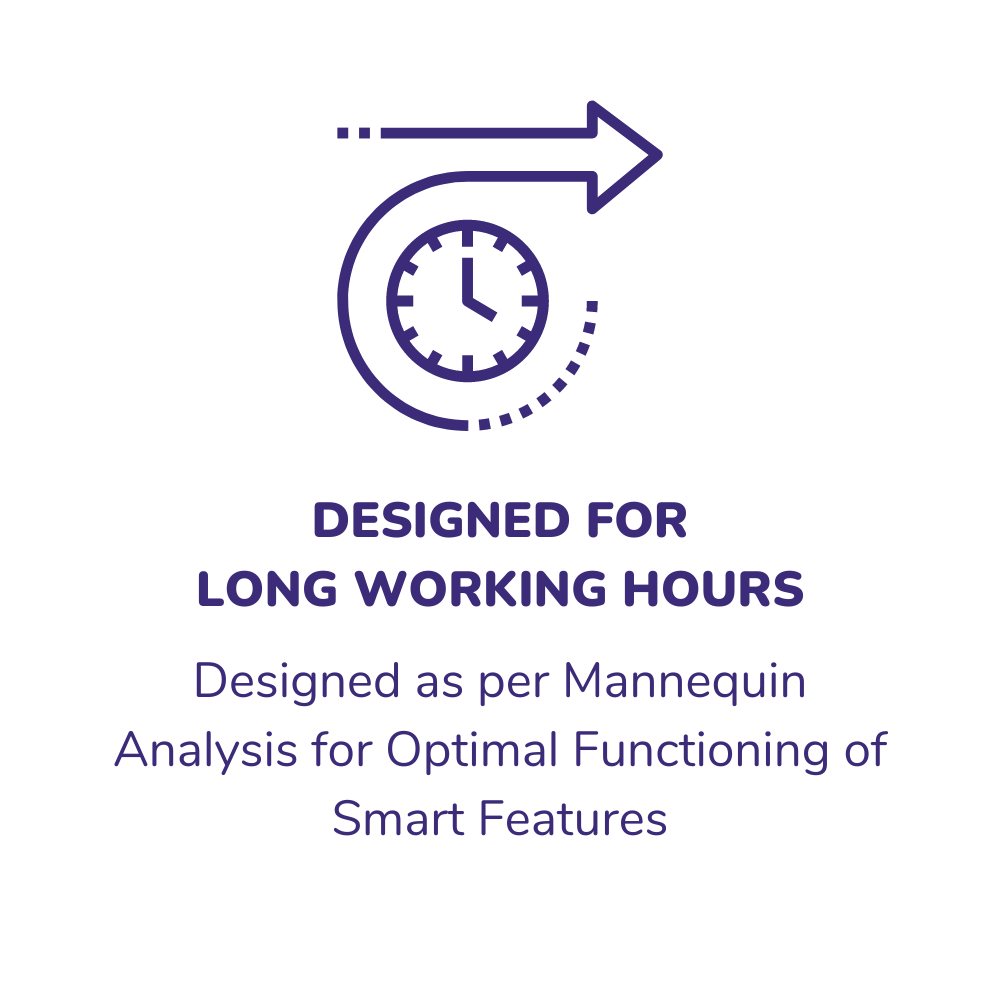 DESIGNED FOR
LONG WORKING HOURS
Designed as per Mannequin
Analysis for Optimal Functioning of
Smart Features